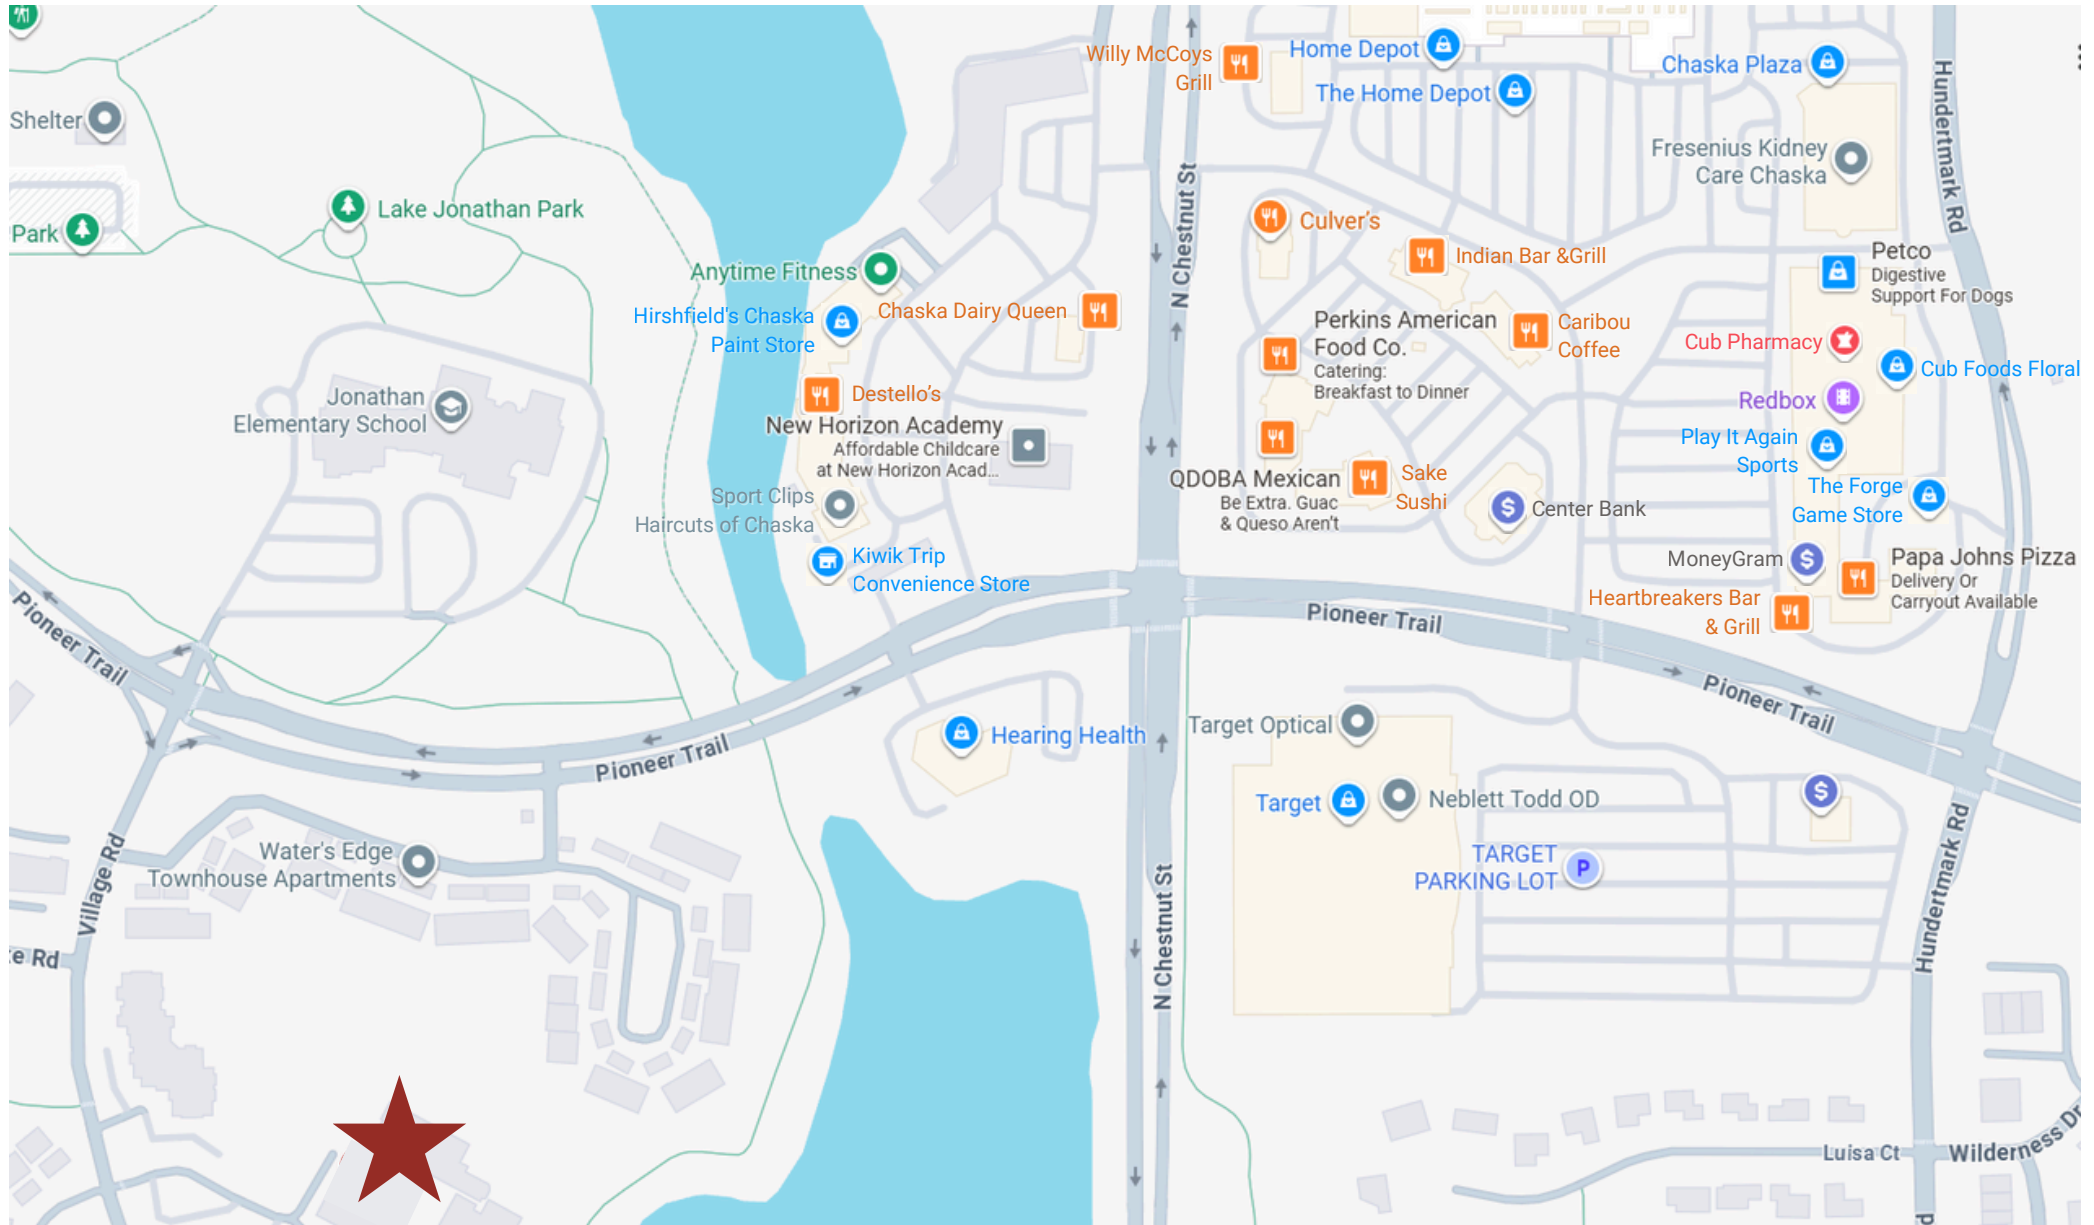 Willy McCoys
Grill
Home Depot
The Home Depot
Chaska Plaza
Hundertmark Rd
Shelter
Fresenius Kidney
Care Chaska
Park
Lake Jonathan Park
N Chestnut St
Culver's
Indian Bar &Grill
Petco
Digestive
Support For Dogs
Anytime Fitness
Hirshfield's Chaska
Paint Store
Chaska Dairy Queen
Perkins American
Food Co.
Catering:
Breakfast to Dinner
Caribou
Coffee
Cub Pharmacy
Cub Foods Floral
Jonathan
Elementary School
Destello's
Redbox
New Horizon Academy
Affordable Childcare
at New Horizon Acad...
Play It Again
Sports
QDOBA Mexican
Be Extra. Guac
& Queso Aren't
Sake
Sushi
Center Bank
The Forge
Game Store
Sport Clips
Haircuts of Chaska
Kiwik Trip
Convenience Store
MoneyGram
Papa Johns Pizza
Delivery Or
Carryout Available
Heartbreakers Bar
& Grill
Pioneer Trail
Pioneer Trail
Pioneer Trail
Pioneer Trail
Hearing Health
Target Optical
Target
Neblett Todd OD
TARGET
PARKING LOT
P
Water's Edge
Townhouse Apartments
Village Rd
N Chestnut St
Hundertmark Rd
te Rd
Luisa Ct
Wilderness Dr